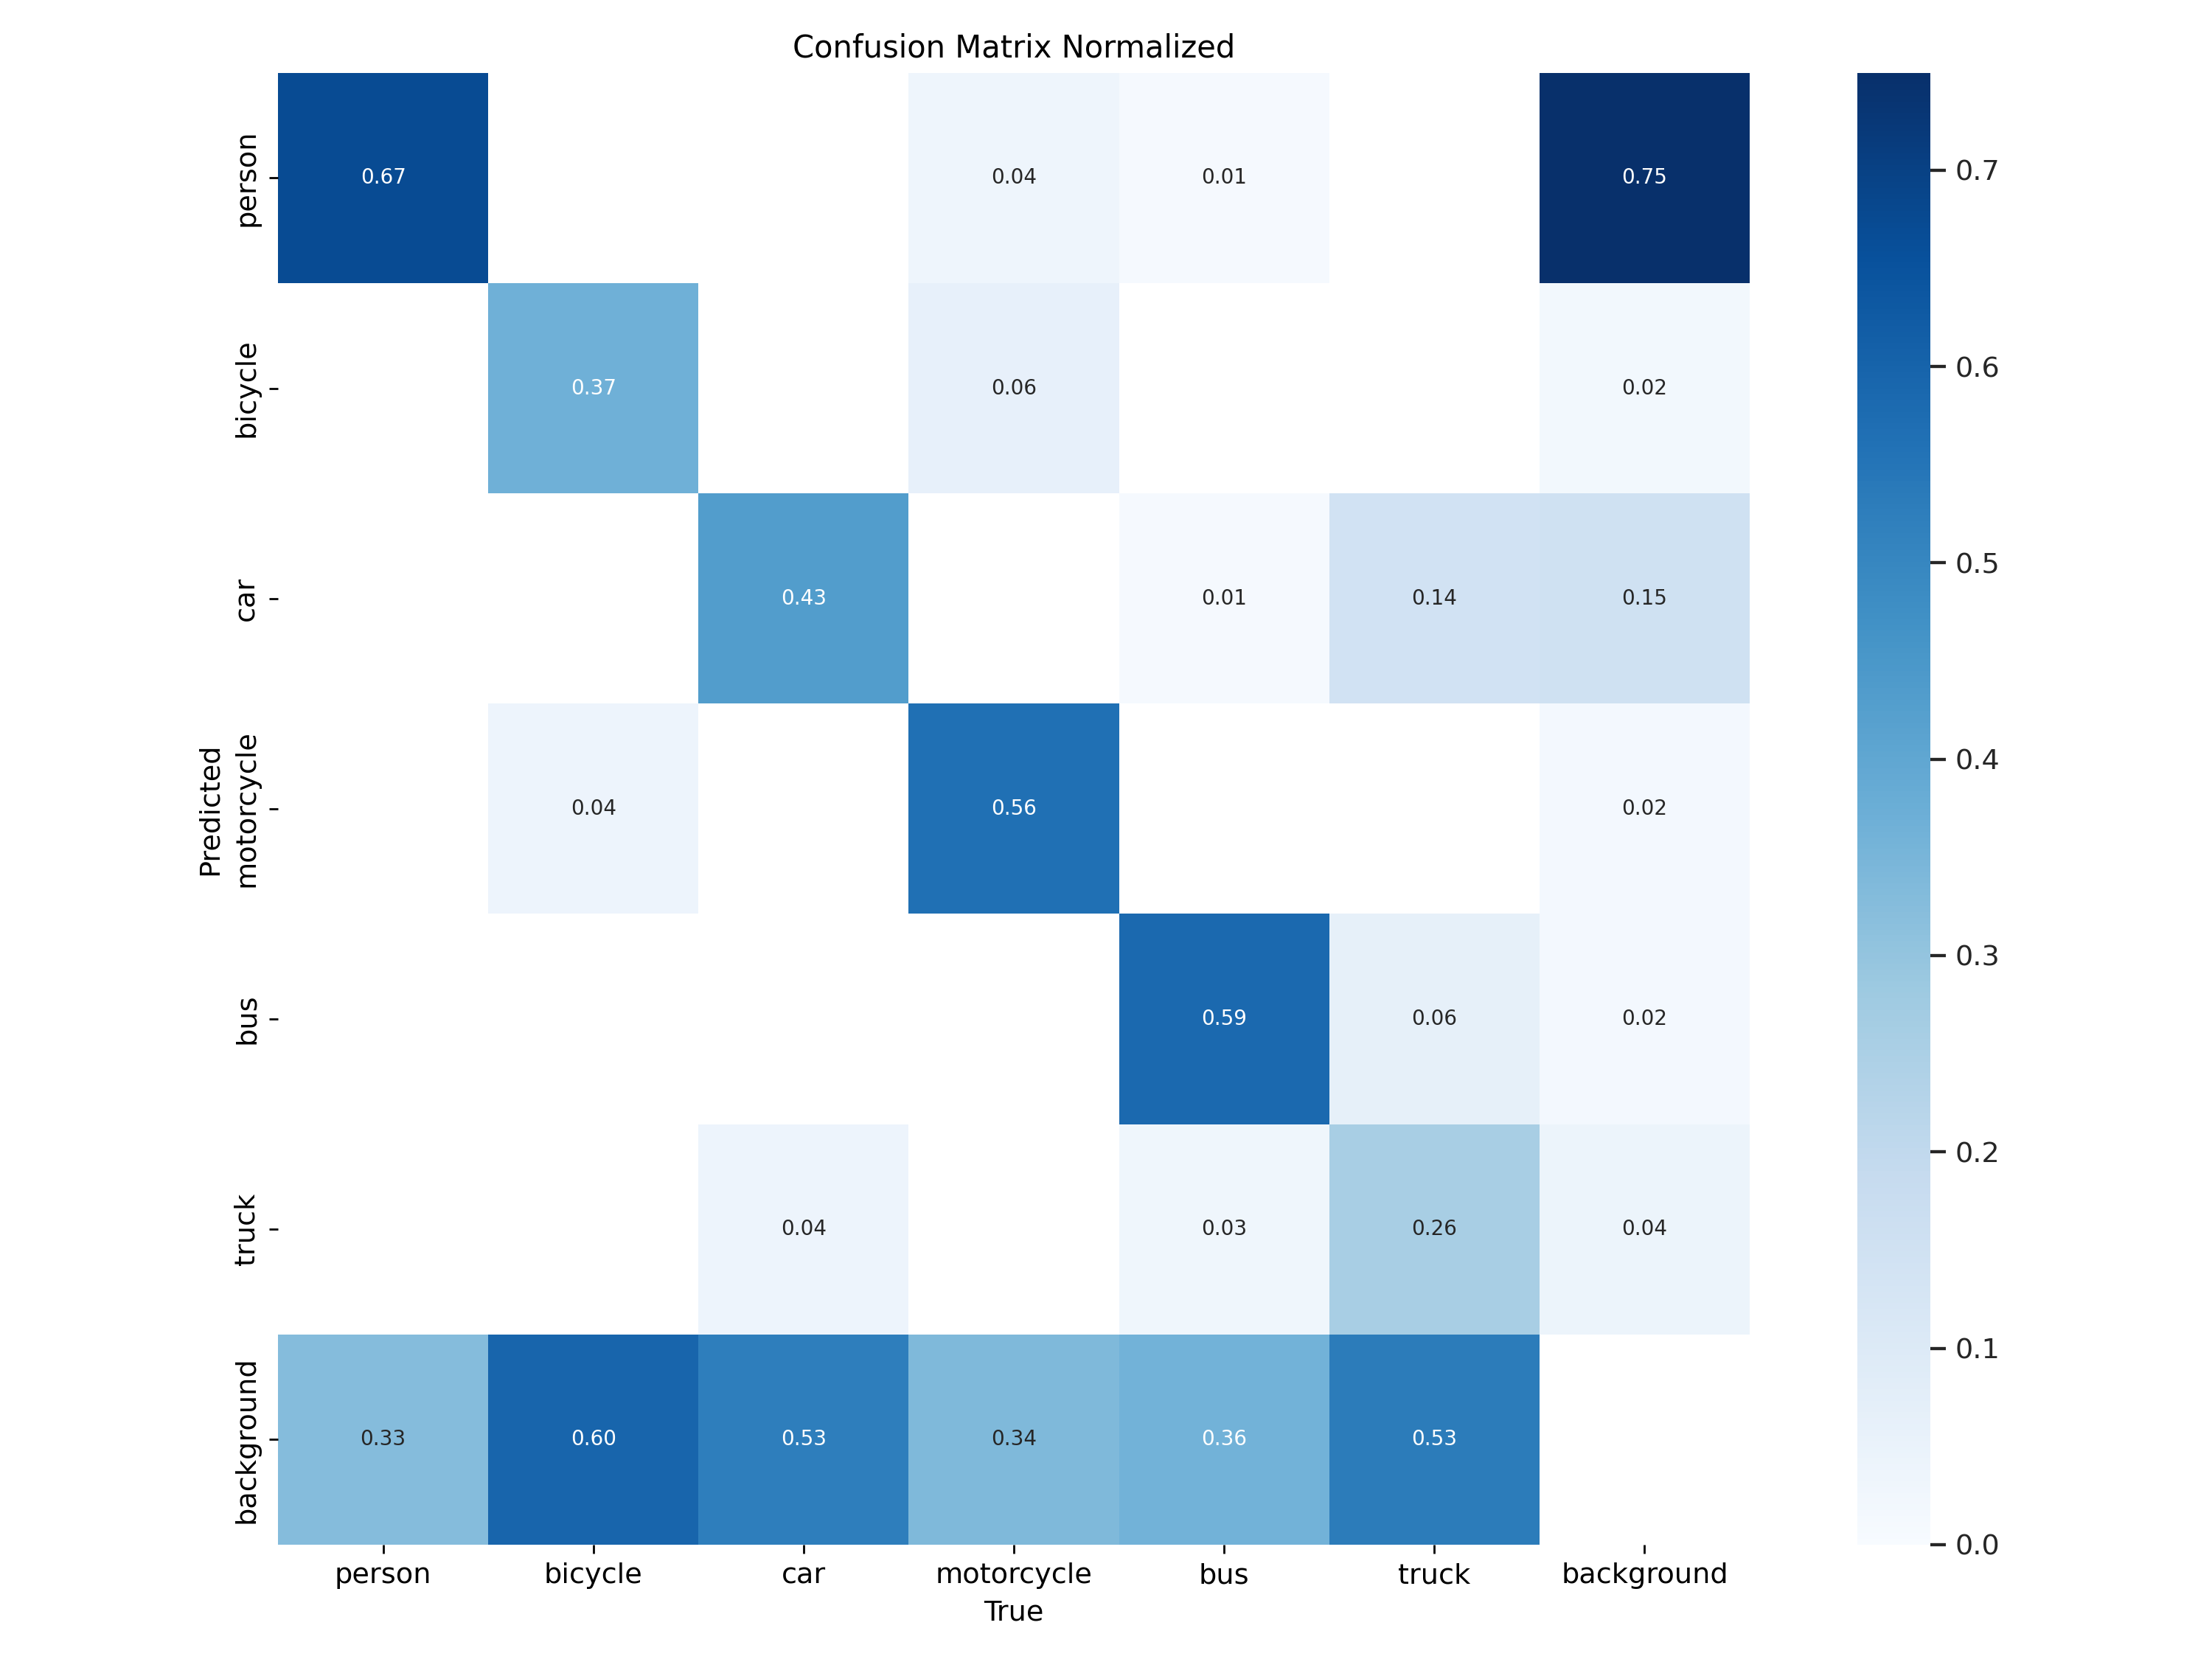 Confusion Matrix Normalized
person
0.67
0.04
0.01
0.75
0.7
bicycle
0.37
0.06
0.02
0.6
car
0.43
0.01
0.14
0.15
0.5
Predicted
motorcycle
0.04
0.56
0.02
0.4
bus
0.59
0.06
0.02
0.3
truck
0.04
0.03
0.26
0.04
0.2
background
0.33
0.60
0.53
0.34
0.36
0.53
0.1
0.0
person
bicycle
car
motorcycle
bus
truck
background
True